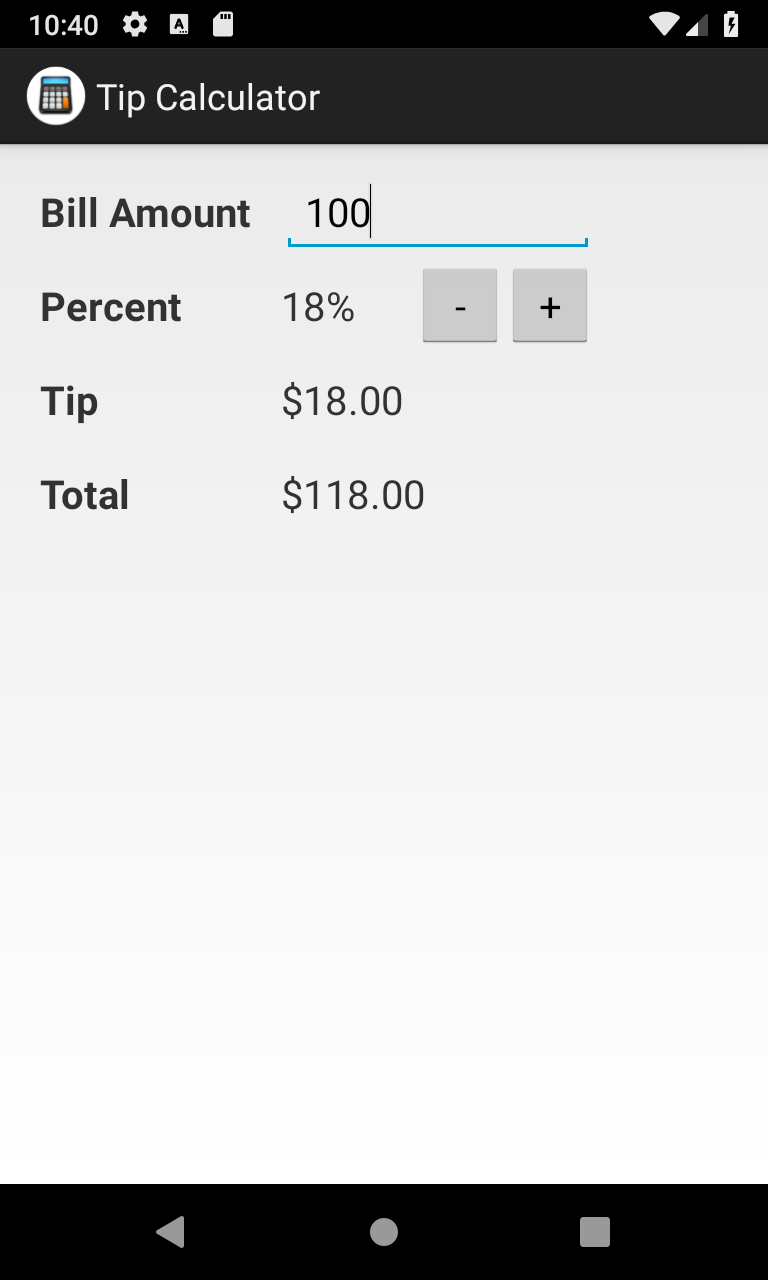 10:40
Tip Calculator
Bill Amount 100
Percent 18% - +
Tip $18.00
Total $118.00